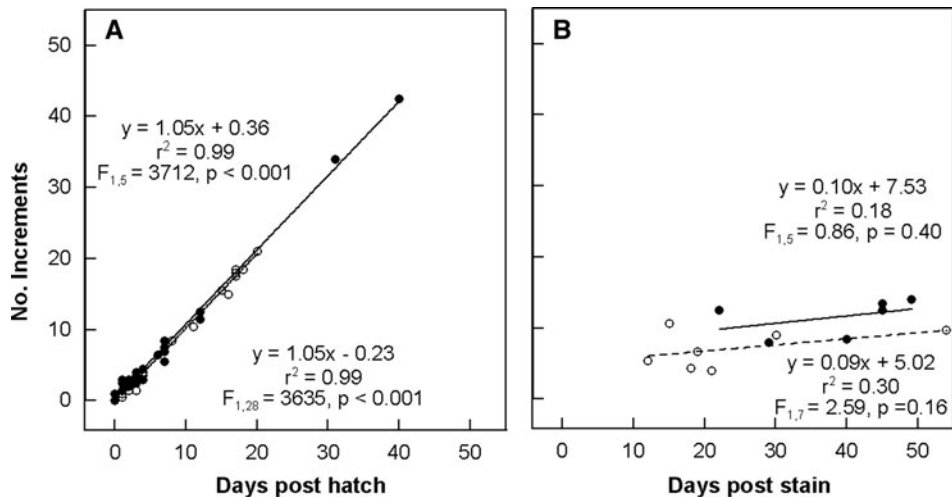 A
50
40
30
20
10
0
No. Increments
y = 1.05x + 0.36
r² = 0.99
F₁,₅ = 3712, p < 0.001
y = 1.05x - 0.23
r² = 0.99
F₁,₂₈ = 3635, p < 0.001
0 10 20 30 40 50
Days post hatch
B
y = 0.10x + 7.53
r² = 0.18
F₁,₅ = 0.86, p = 0.40
y = 0.09x + 5.02
r² = 0.30
F₁,₇ = 2.59, p =0.16
0 10 20 30 40 50
Days post stain